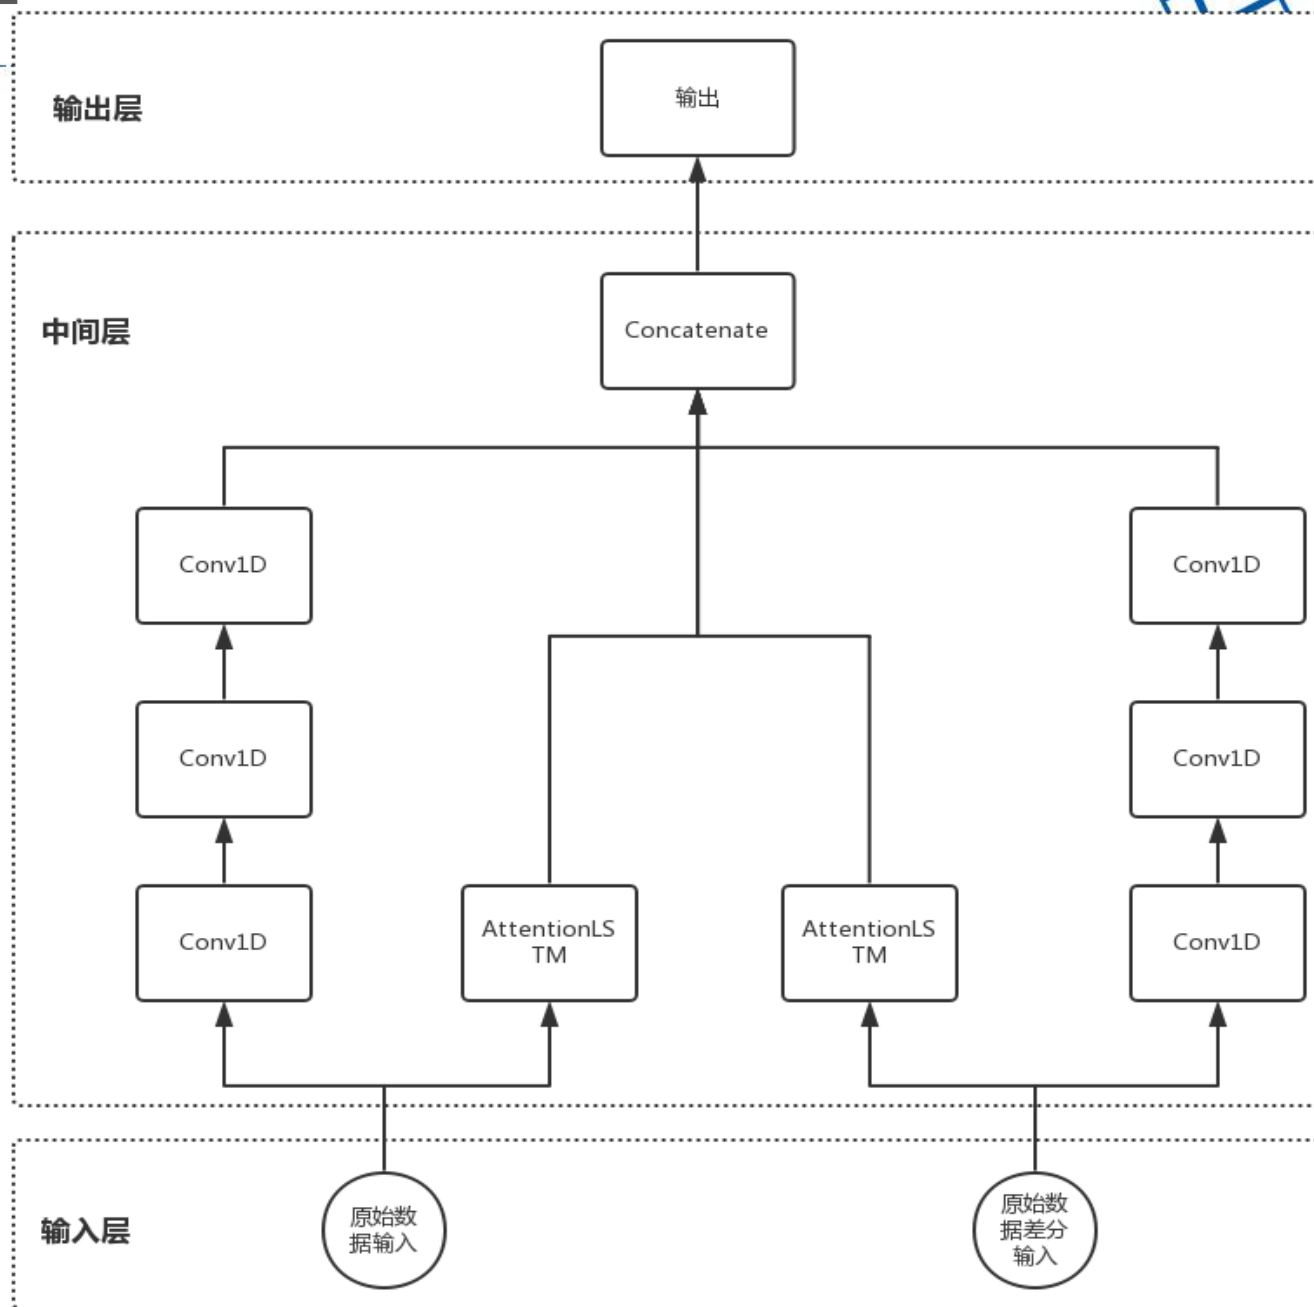 输出层
输出
中间层
Concatenate
Conv1D
Conv1D
Conv1D
Conv1D
Conv1D
AttentionLS
TM
AttentionLS
TM
Conv1D
输入层
原始数
据输入
原始数
据差分
输入